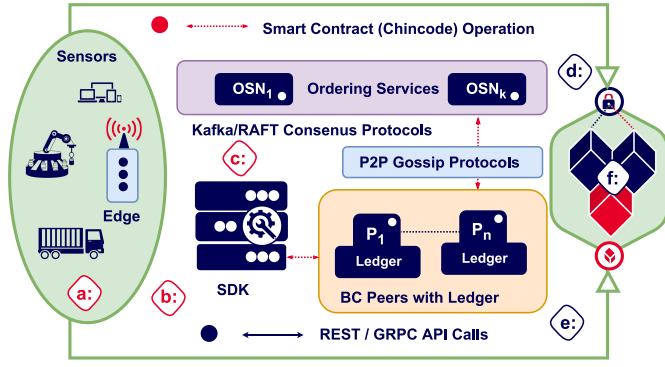 Smart Contract (Chincode) Operation
Sensors
d:
OSN1
Ordering Services
OSNk
Kafka/RAFT Consenus Protocols
c:
P2P Gossip Protocols
f:
Edge
P1
Pn
Ledger
Ledger
SDK
a:
b:
BC Peers with Ledger
e:
REST / GRPC API Calls